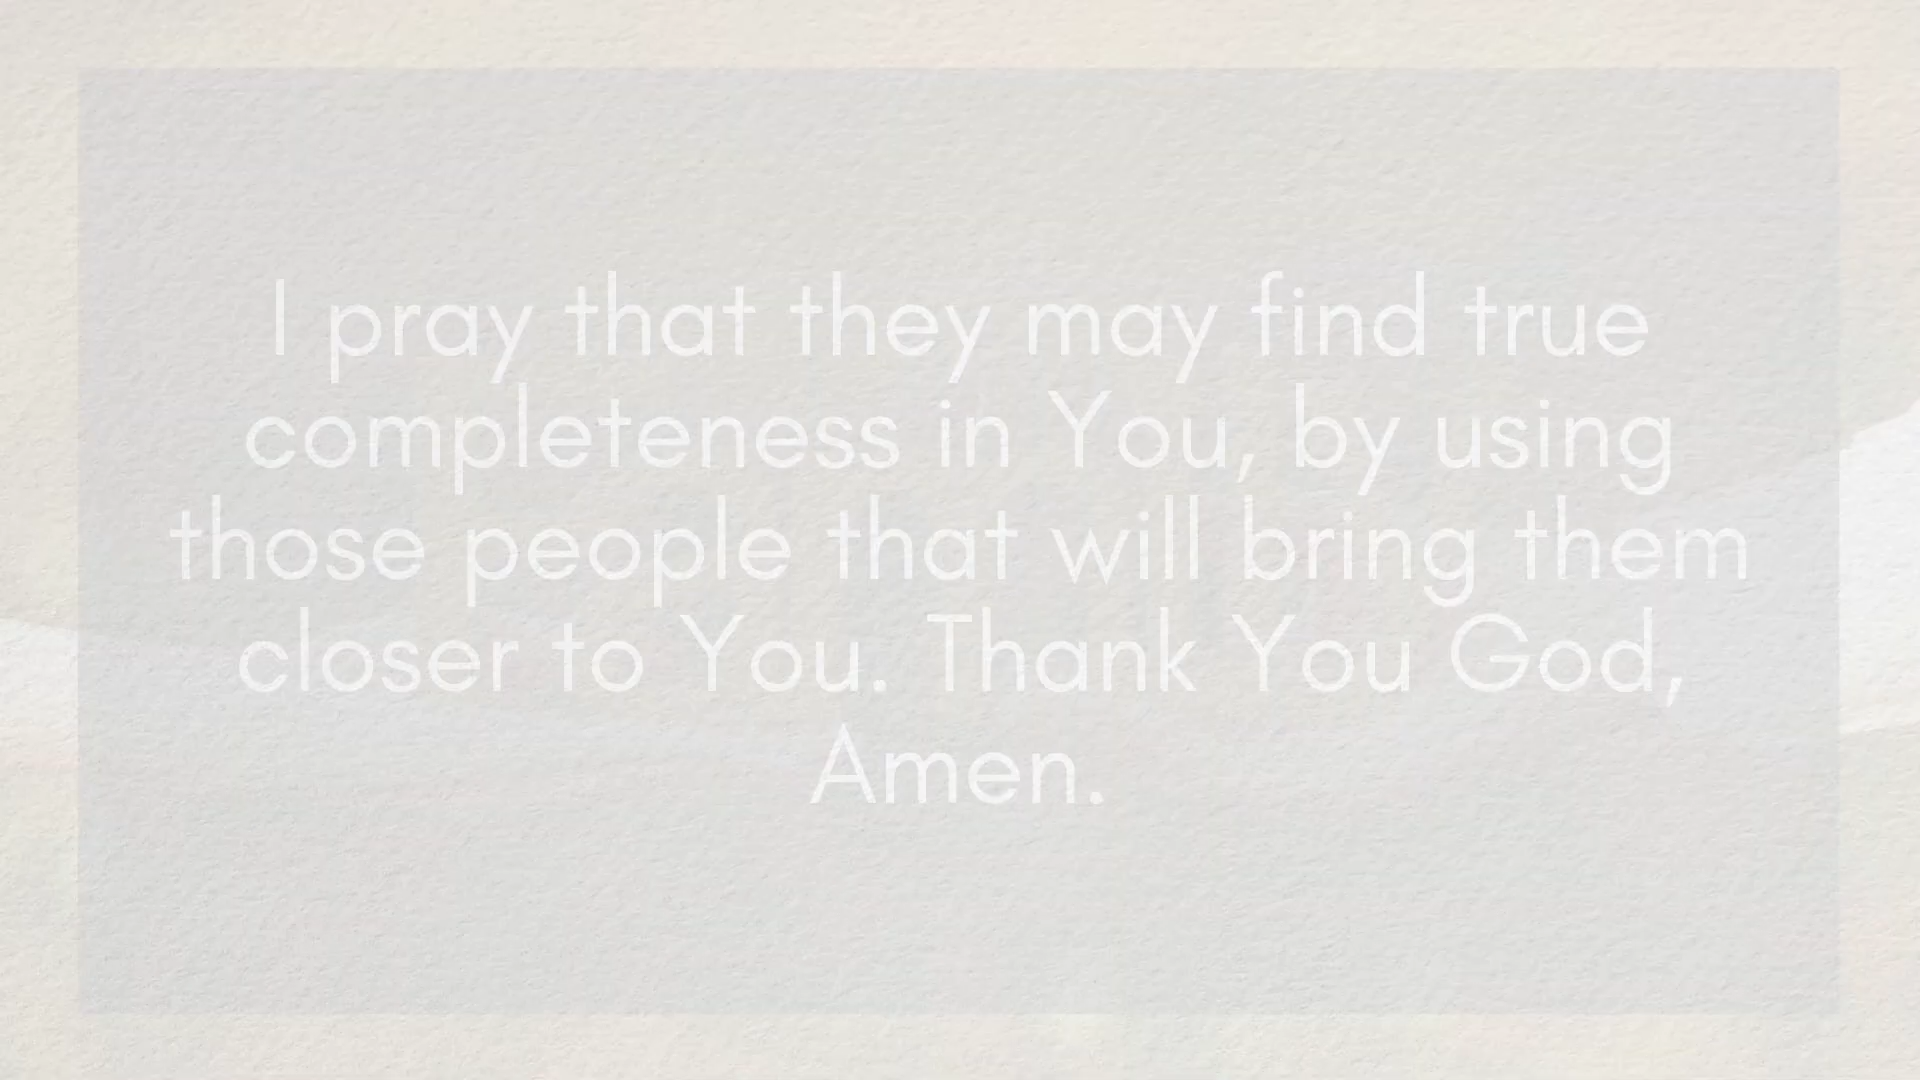 I pray that they may find true
completeness in You, by using
those people that will bring them
closer to You. Thank You God,
Amen.